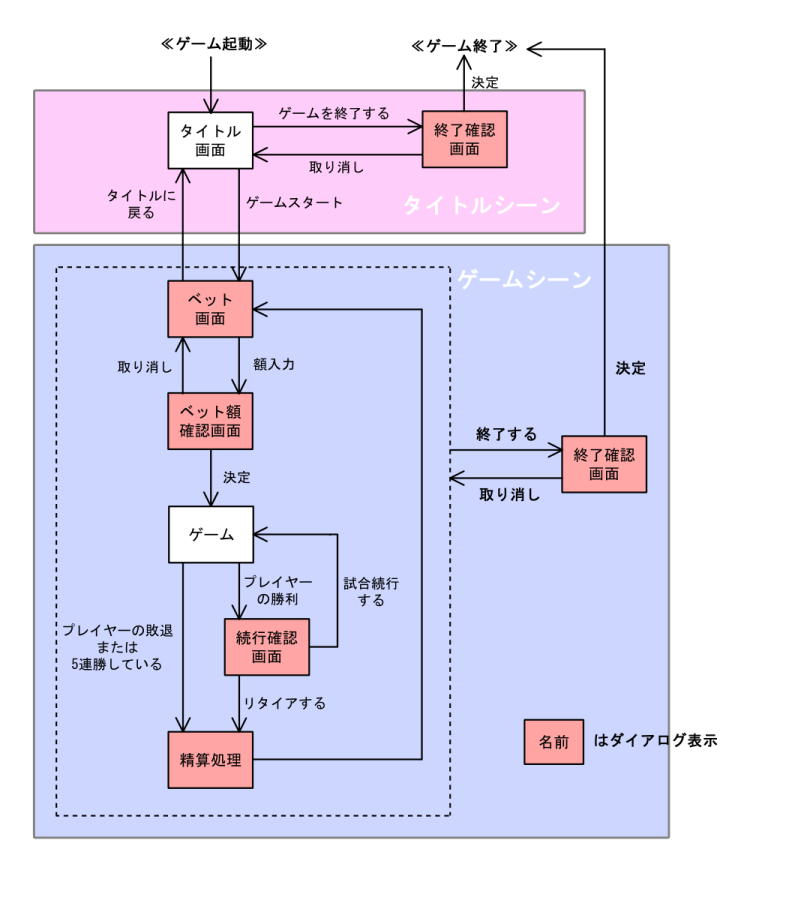 ≪ゲーム起動≫
≪ゲーム終了≫
決定
タイトル
画面
ゲームを終了する
終了確認
画面
取り消し
タイトルに
戻る
ゲームスタート
タイトルシーン
ゲームシーン
ベット
画面
取り消し
額入力
決定
ベット額
確認画面
終了する
終了確認
画面
取り消し
決定
ゲーム
プレイヤー
の勝利
試合続行
する
プレイヤーの敗退
または
5連勝している
続行確認
画面
リタイアする
精算処理
名前
はダイアログ表示